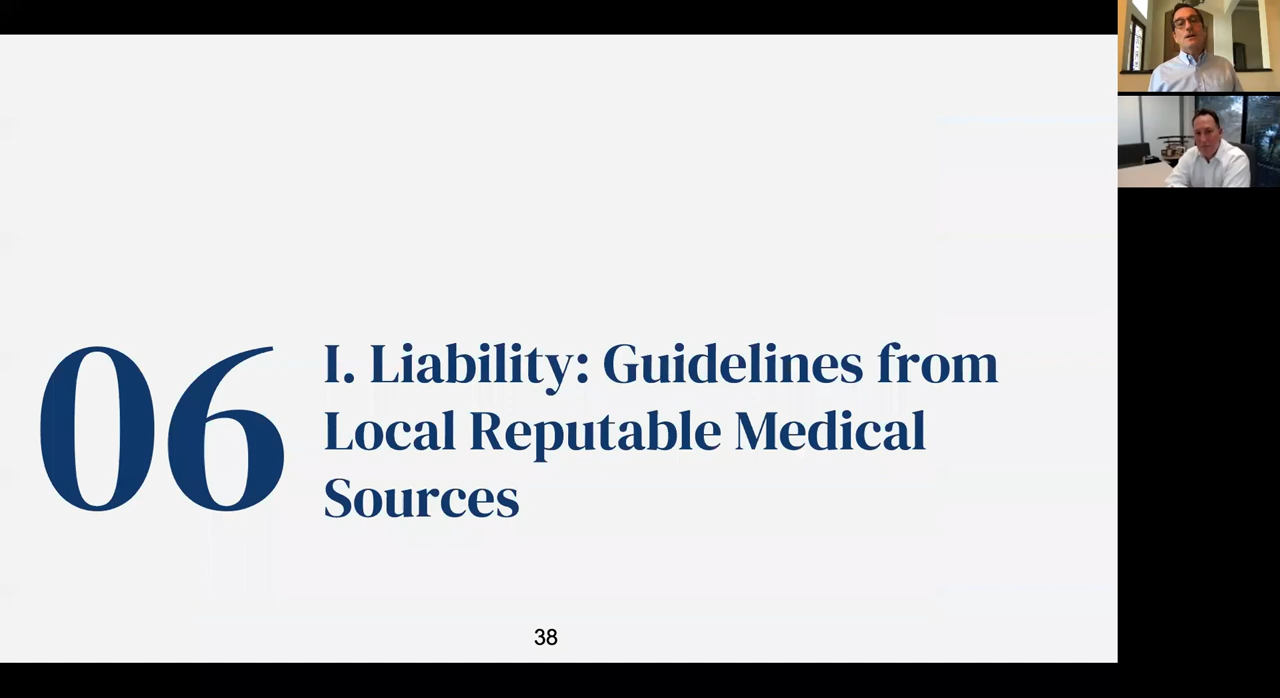 06
I. Liability: Guidelines from
Local Reputable Medical
Sources
38